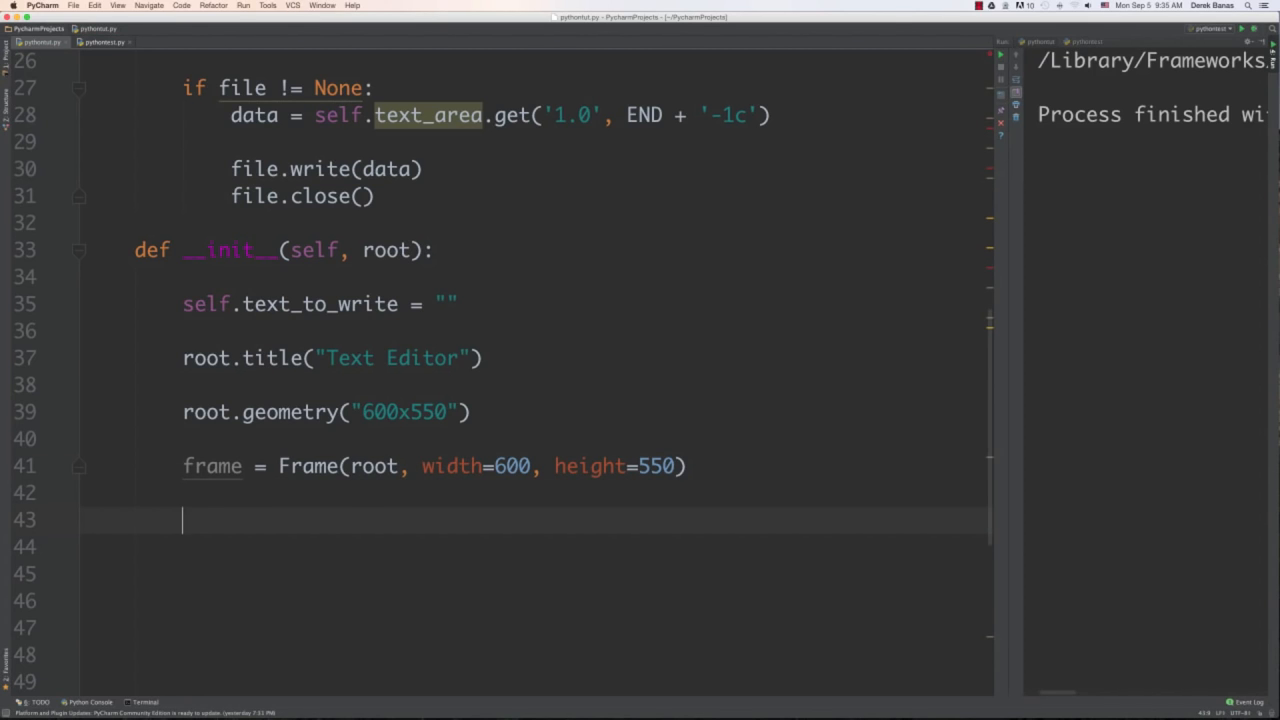 PyCharm File Edit View Navigate Code Refactor Run Tools VCS Window Help 10 Mon Sep 5 9:35 AM Derek Banas
pythontut.py - PycharmProjects - [~/PycharmProjects]
PycharmProjects pythontut.py pythontest
pythontut.py pythontest.py Run: pythontut pythontest
26
27 if file != None:
28 data = self.text_area.get('1.0', END + '-1c')
29
30 file.write(data)
31 file.close()
32
33 def __init__(self, root):
34
35 self.text_to_write = ""
36
37 root.title("Text Editor")
38
39 root.geometry("600x550")
40
41 frame = Frame(root, width=600, height=550)
42
43
44
45
46
47
48
49
/Library/Frameworks
Process finished wi
1: Project
7: Structure
2: Favorites
Run
6: TODO Python Console Terminal Event Log
Platform and Plugin Updates: PyCharm Community Edition is ready to update. (yesterday 7:51 PM) 43:9 LF÷ UTF-8÷